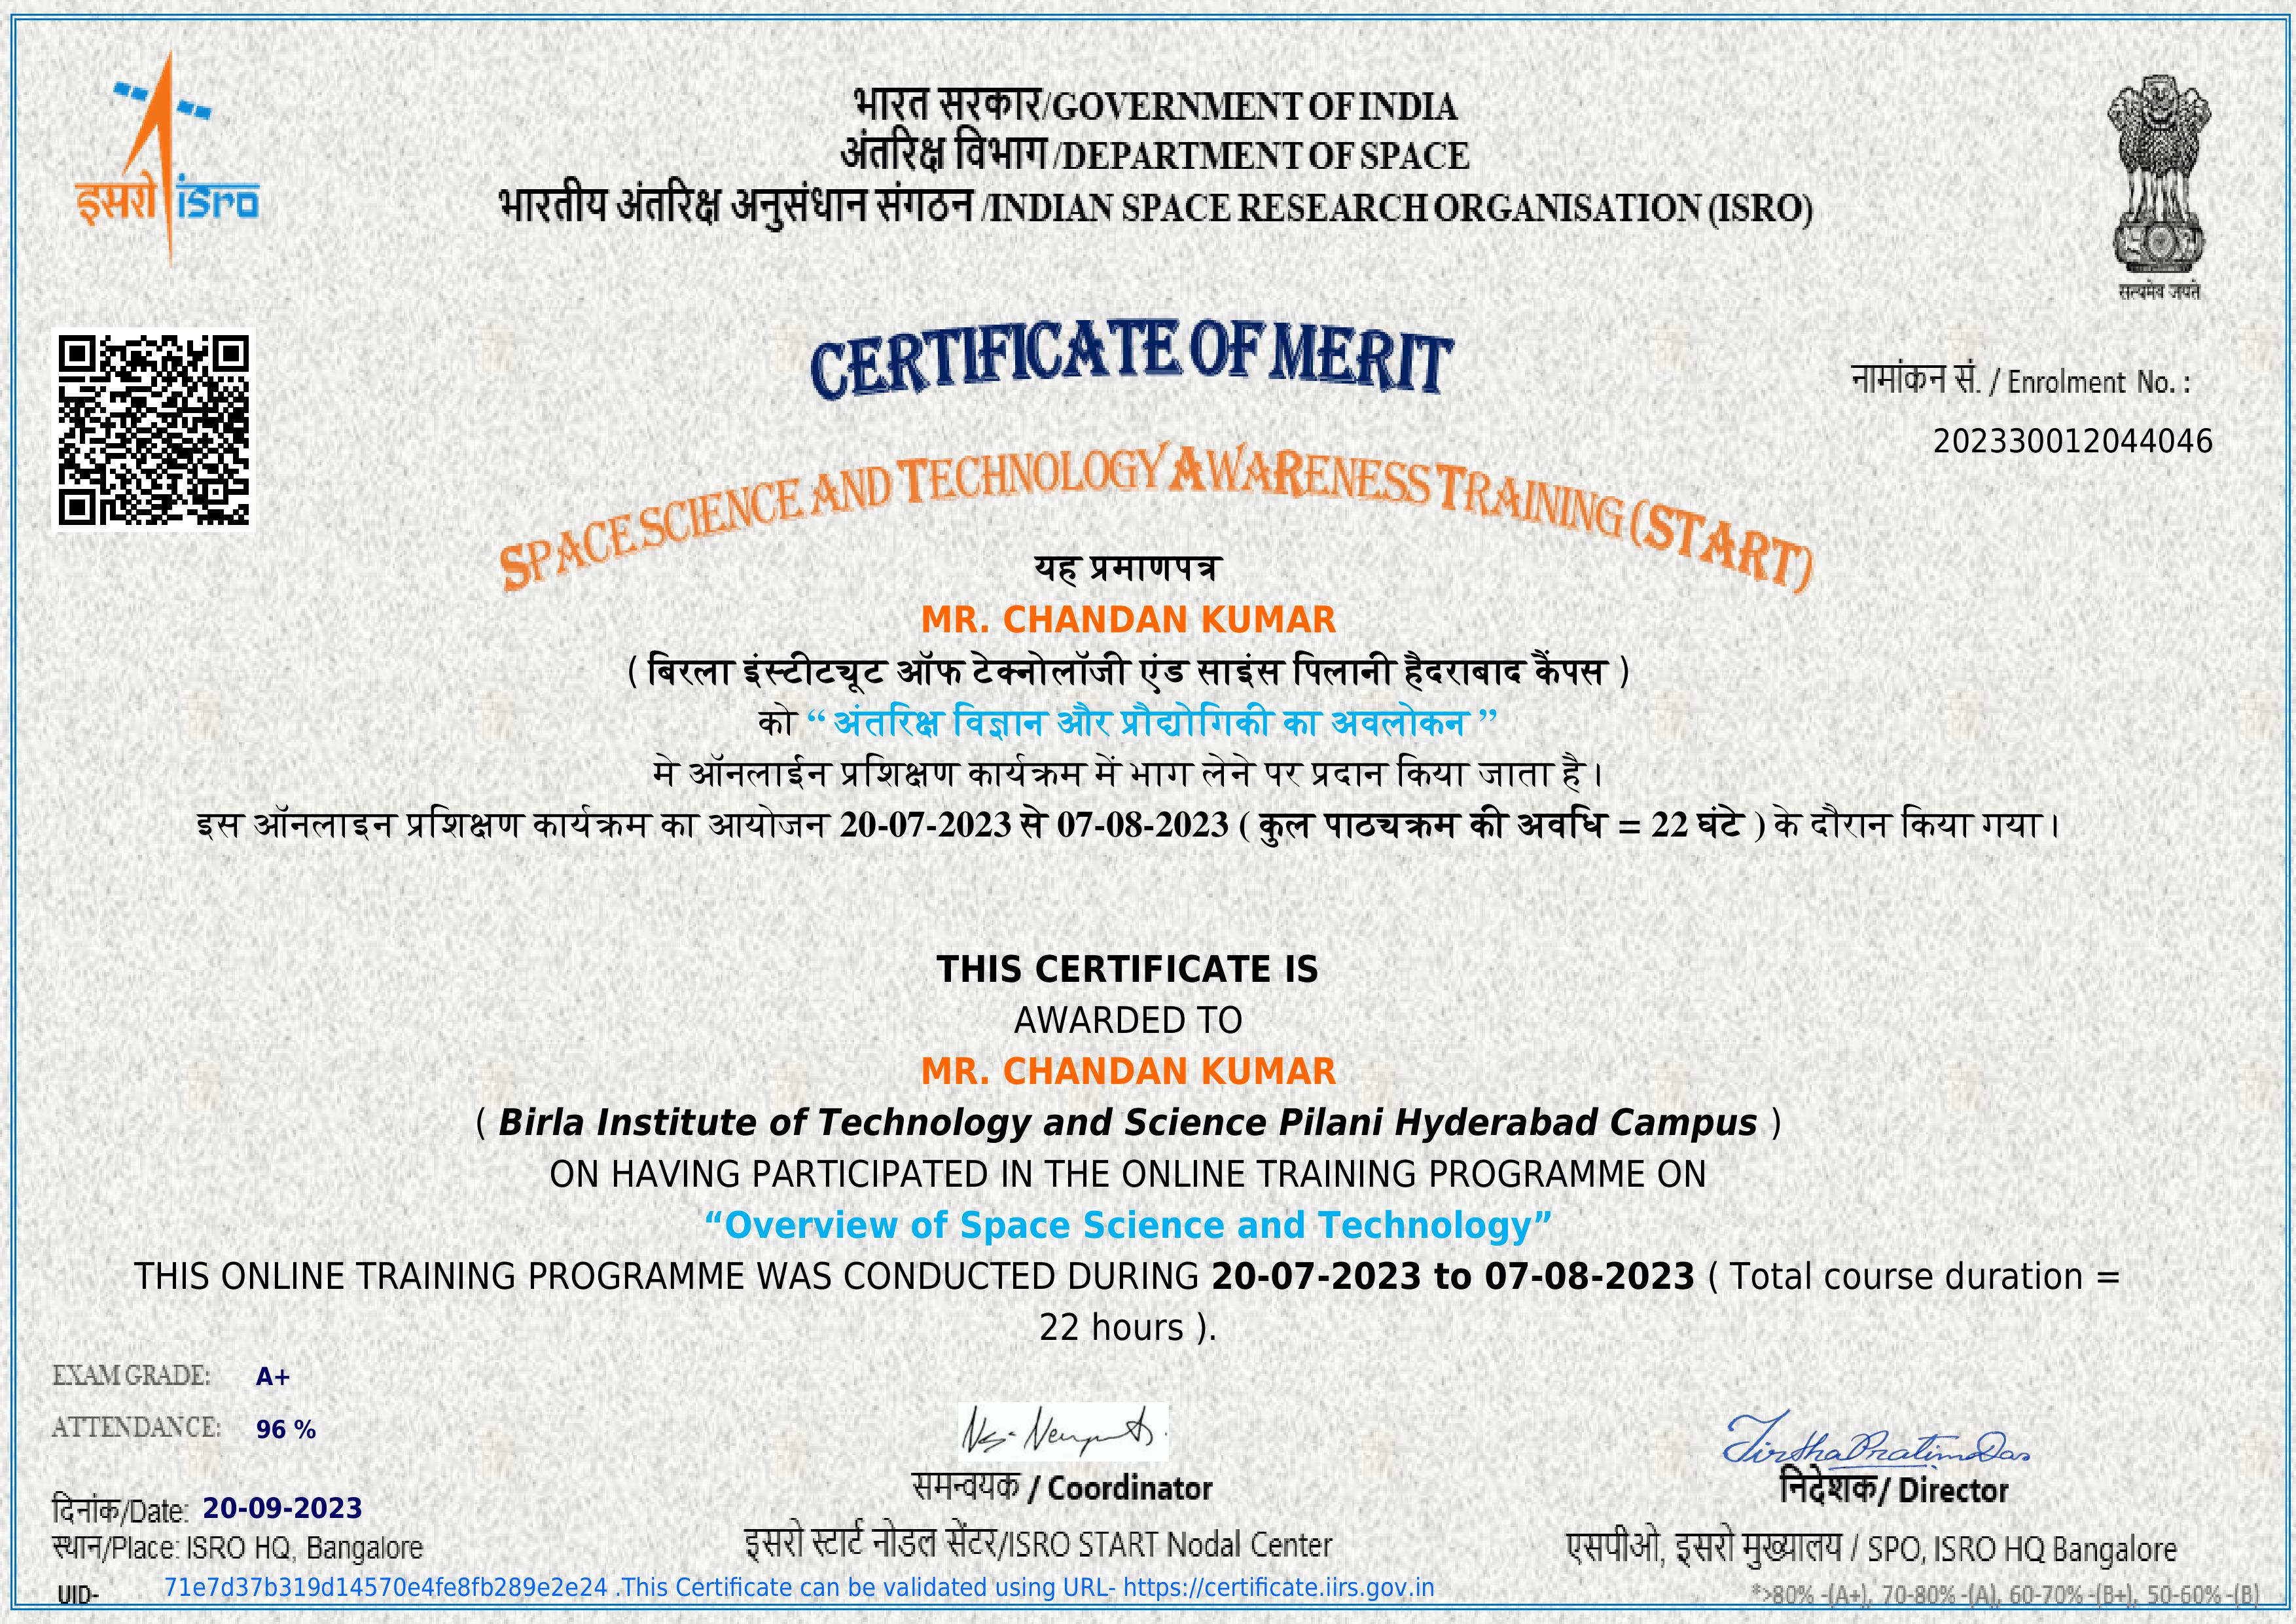 इसरो isro
भारत सरकार/GOVERNMENT OF INDIA
अंतरिक्ष विभाग /DEPARTMENT OF SPACE
भारतीय अंतरिक्ष अनुसंधान संगठन /INDIAN SPACE RESEARCH ORGANISATION (ISRO)
सत्यमेव जयते
CERTIFICATE OF MERIT
नामांकन सं. / Enrolment No. :
202330012044046
SPACE SCIENCE AND TECHNOLOGY AWARENESS TRAINING (START)
यह प्रमाणपत्र
MR. CHANDAN KUMAR
( बिरला इंस्टीट्यूट ऑफ टेक्नोलॉजी एंड साइंस पिलानी हैदराबाद कैंपस )
को “ अंतरिक्ष विज्ञान और प्रौद्योगिकी का अवलोकन ”
मे ऑनलाईन प्रशिक्षण कार्यक्रम में भाग लेने पर प्रदान किया जाता है।
इस ऑनलाइन प्रशिक्षण कार्यक्रम का आयोजन 20-07-2023 से 07-08-2023 ( कुल पाठ्यक्रम की अवधि = 22 घंटे ) के दौरान किया गया।
THIS CERTIFICATE IS
AWARDED TO
MR. CHANDAN KUMAR
( Birla Institute of Technology and Science Pilani Hyderabad Campus )
ON HAVING PARTICIPATED IN THE ONLINE TRAINING PROGRAMME ON
“Overview of Space Science and Technology”
THIS ONLINE TRAINING PROGRAMME WAS CONDUCTED DURING 20-07-2023 to 07-08-2023 ( Total course duration =
22 hours ).
EXAM GRADE: A+
ATTENDANCE: 96 %
दिनांक/Date: 20-09-2023
स्थान/Place: ISRO HQ, Bangalore
समन्वयक / Coordinator
इसरो स्टार्ट नोडल सेंटर/ISRO START Nodal Center
Tirtha Pratim Das
निदेशक/ Director
एसपीओ, इसरो मुख्यालय / SPO, ISRO HQ Bangalore
UID- 71e7d37b319d14570e4fe8fb289e2e24 .This Certificate can be validated using URL- https://certificate.iirs.gov.in
*>80% -(A+), 70-80% -(A), 60-70% -(B+), 50-60% -(B)